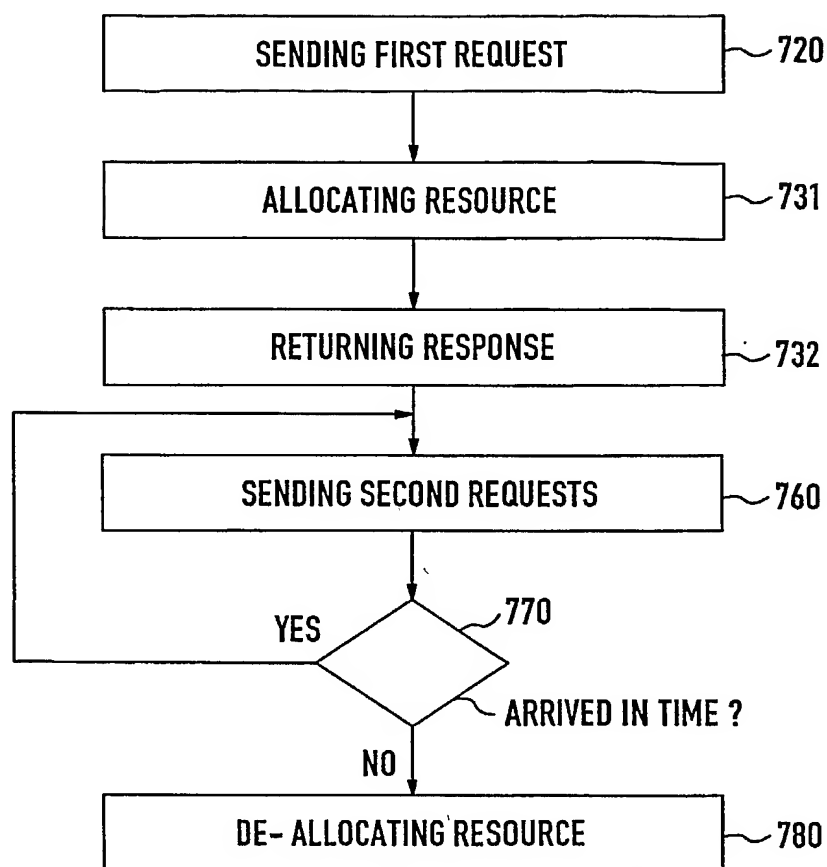 SENDING FIRST REQUEST 720
ALLOCATING RESOURCE 731
RETURNING RESPONSE 732
SENDING SECOND REQUESTS 760
YES 770
ARRIVED IN TIME ?
NO
DE- ALLOCATING RESOURCE 780